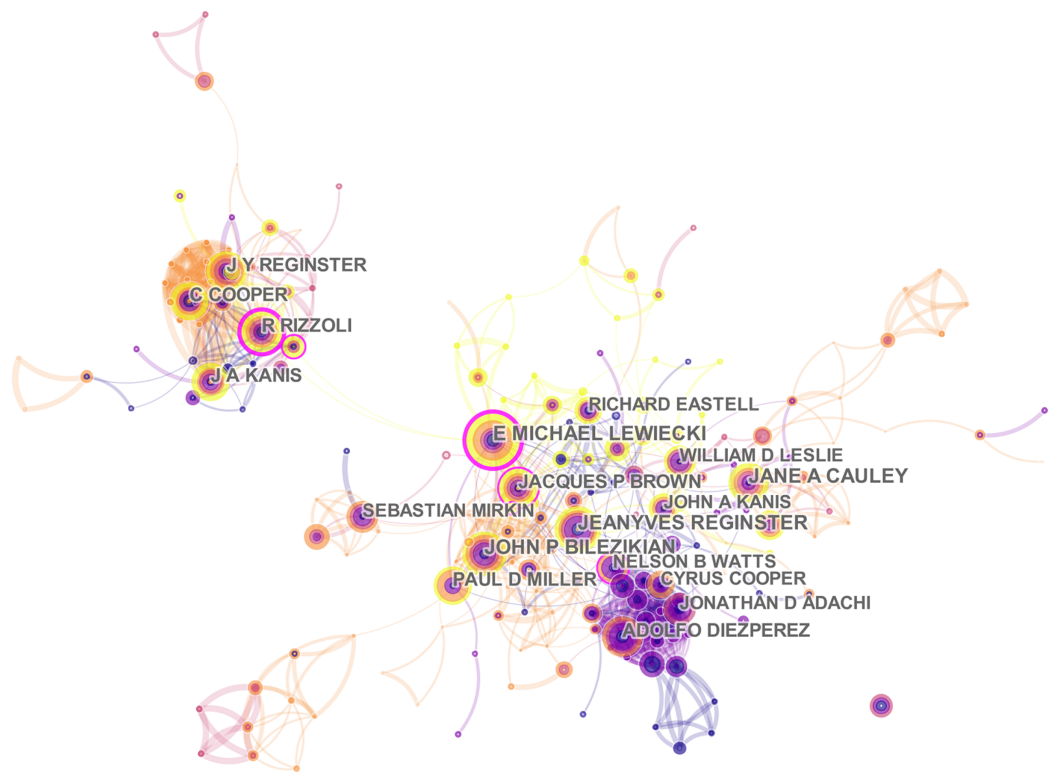 J Y REGINSTER
C COOPER
R RIZZOLI
J A KANIS
RICHARD EASTELL
E MICHAEL LEWIECKI
WILLIAM D LESLIE
JANE A CAULEY
JACQUES P BROWN
JOHN A KANIS
SEBASTIAN MIRKIN
JEANYVES REGINSTER
JOHN P BILEZIKIAN
NELSON B WATTS
PAUL D MILLER
CYRUS COOPER
JONATHAN D ADACHI
ADOLFO DIEZPEREZ